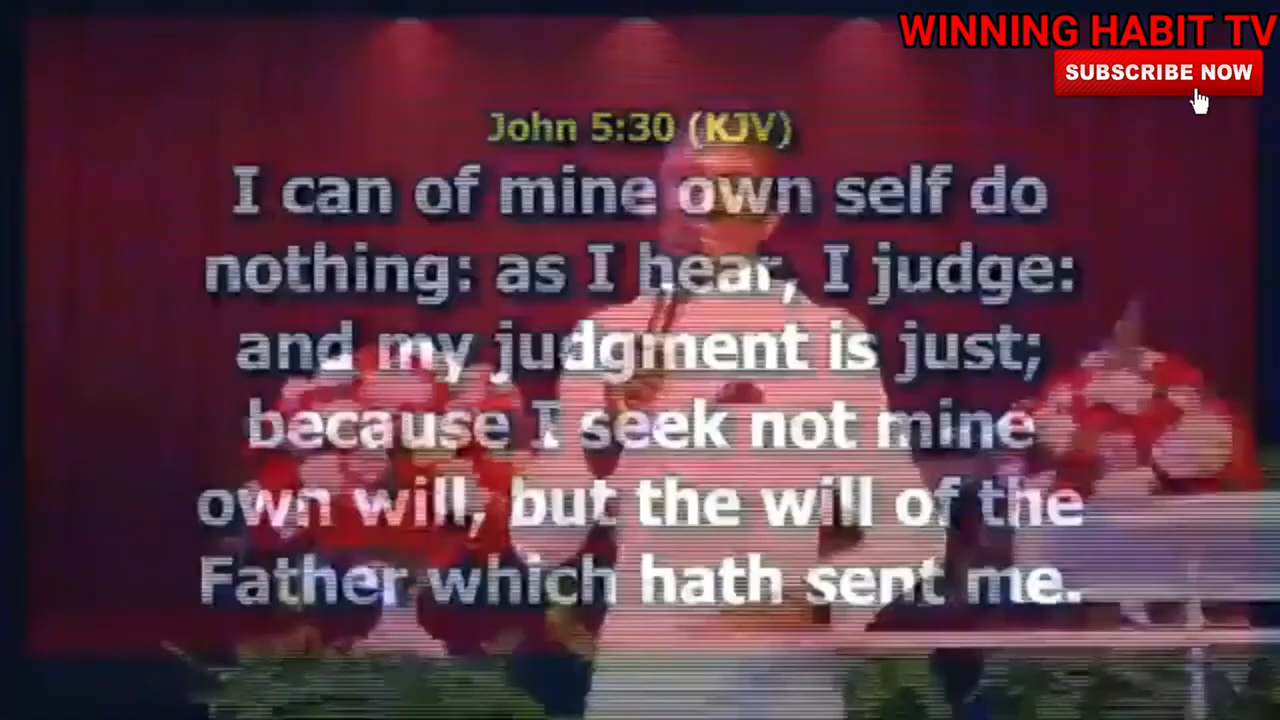 WINNING HABIT TV
SUBSCRIBE NOW
John 5:30 (KJV)
I can of mine own self do
nothing: as I hear, I judge:
and my judgment is just;
because I seek not mine
own will, but the will of the
Father which hath sent me.